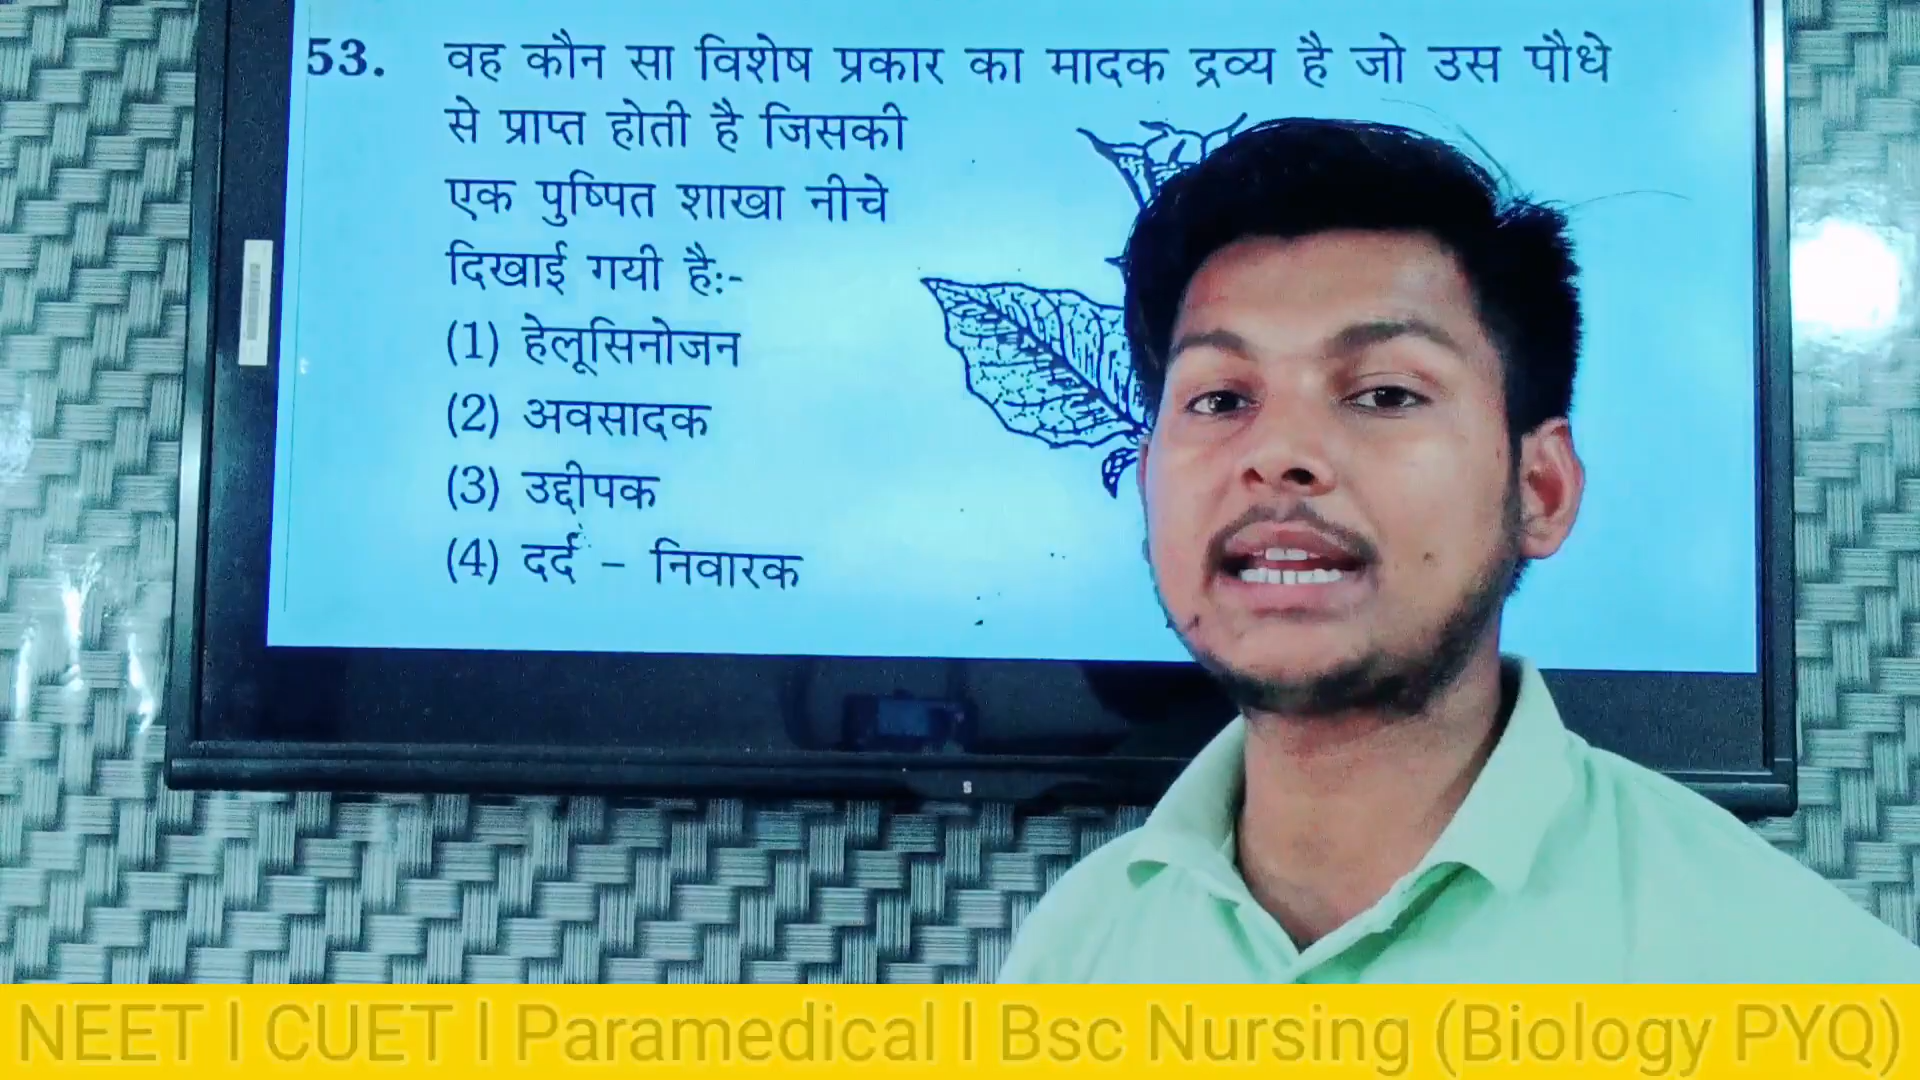 53. वह कौन सा विशेष प्रकार का मादक द्रव्य है जो उस पौधे
से प्राप्त होती है जिसकी
एक पुष्पित शाखा नीचे
दिखाई गयी है:-
(1) हेलूसिनोजन
(2) अवसादक
(3) उद्दीपक
(4) दर्द – निवारक
NEET l CUET l Paramedical l Bsc Nursing (Biology PYQ)